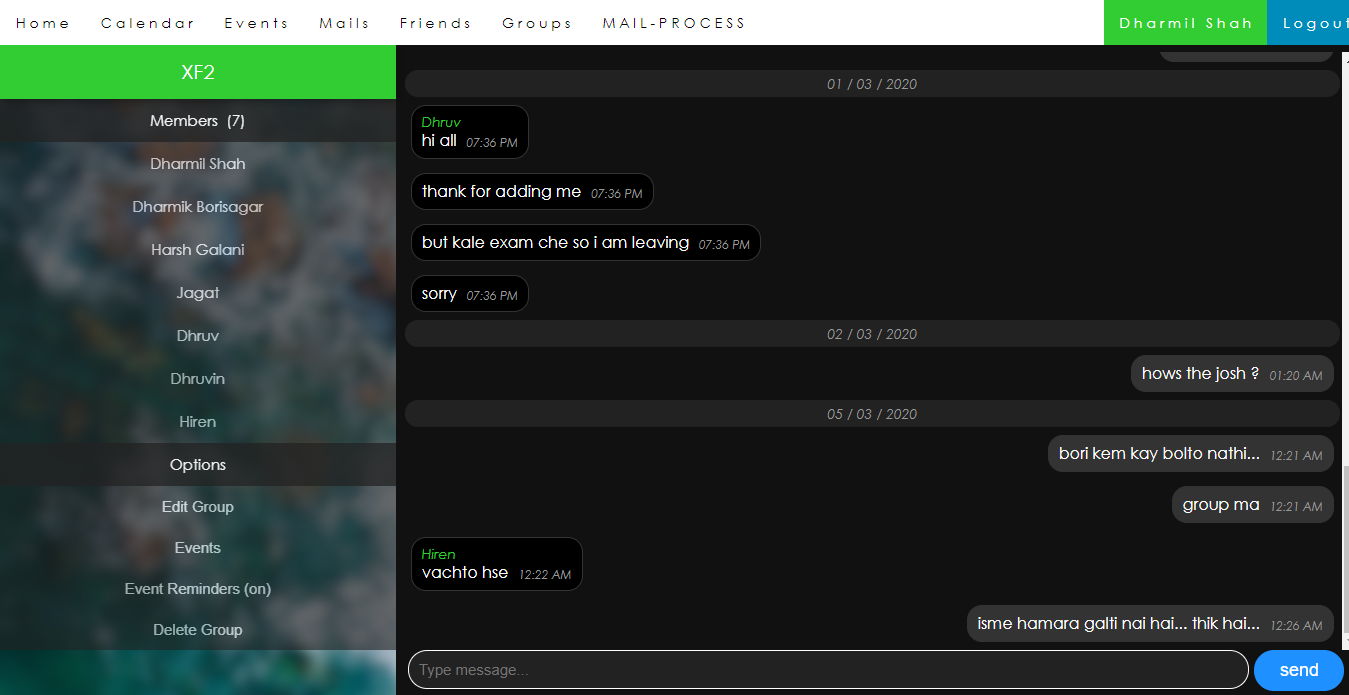 Home Calendar Events Mails Friends Groups MAIL-PROCESS Dharmil Shah Logout
XF2
Members (7)
Dharmil Shah
Dharmik Borisagar
Harsh Galani
Jagat
Dhruv
Dhruvin
Hiren
Options
Edit Group
Events
Event Reminders (on)
Delete Group
01 / 03 / 2020
Dhruv
hi all 07:36 PM
thank for adding me 07:36 PM
but kale exam che so i am leaving 07:36 PM
sorry 07:36 PM
02 / 03 / 2020
hows the josh ? 01:20 AM
05 / 03 / 2020
bori kem kay bolto nathi... 12:21 AM
group ma 12:21 AM
Hiren
vachto hse 12:22 AM
isme hamara galti nai hai... thik hai... 12:26 AM
Type message...
send